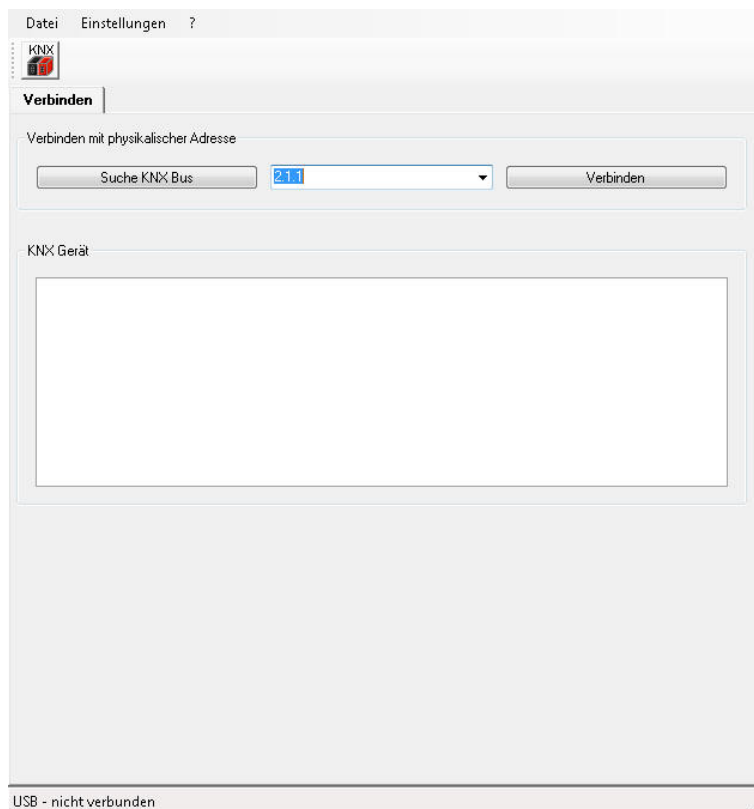 Datei Einstellungen ?
KNX
Verbinden
Verbinden mit physikalischer Adresse
Suche KNX Bus 2.1.1 Verbinden
KNX Gerät
USB - nicht verbunden